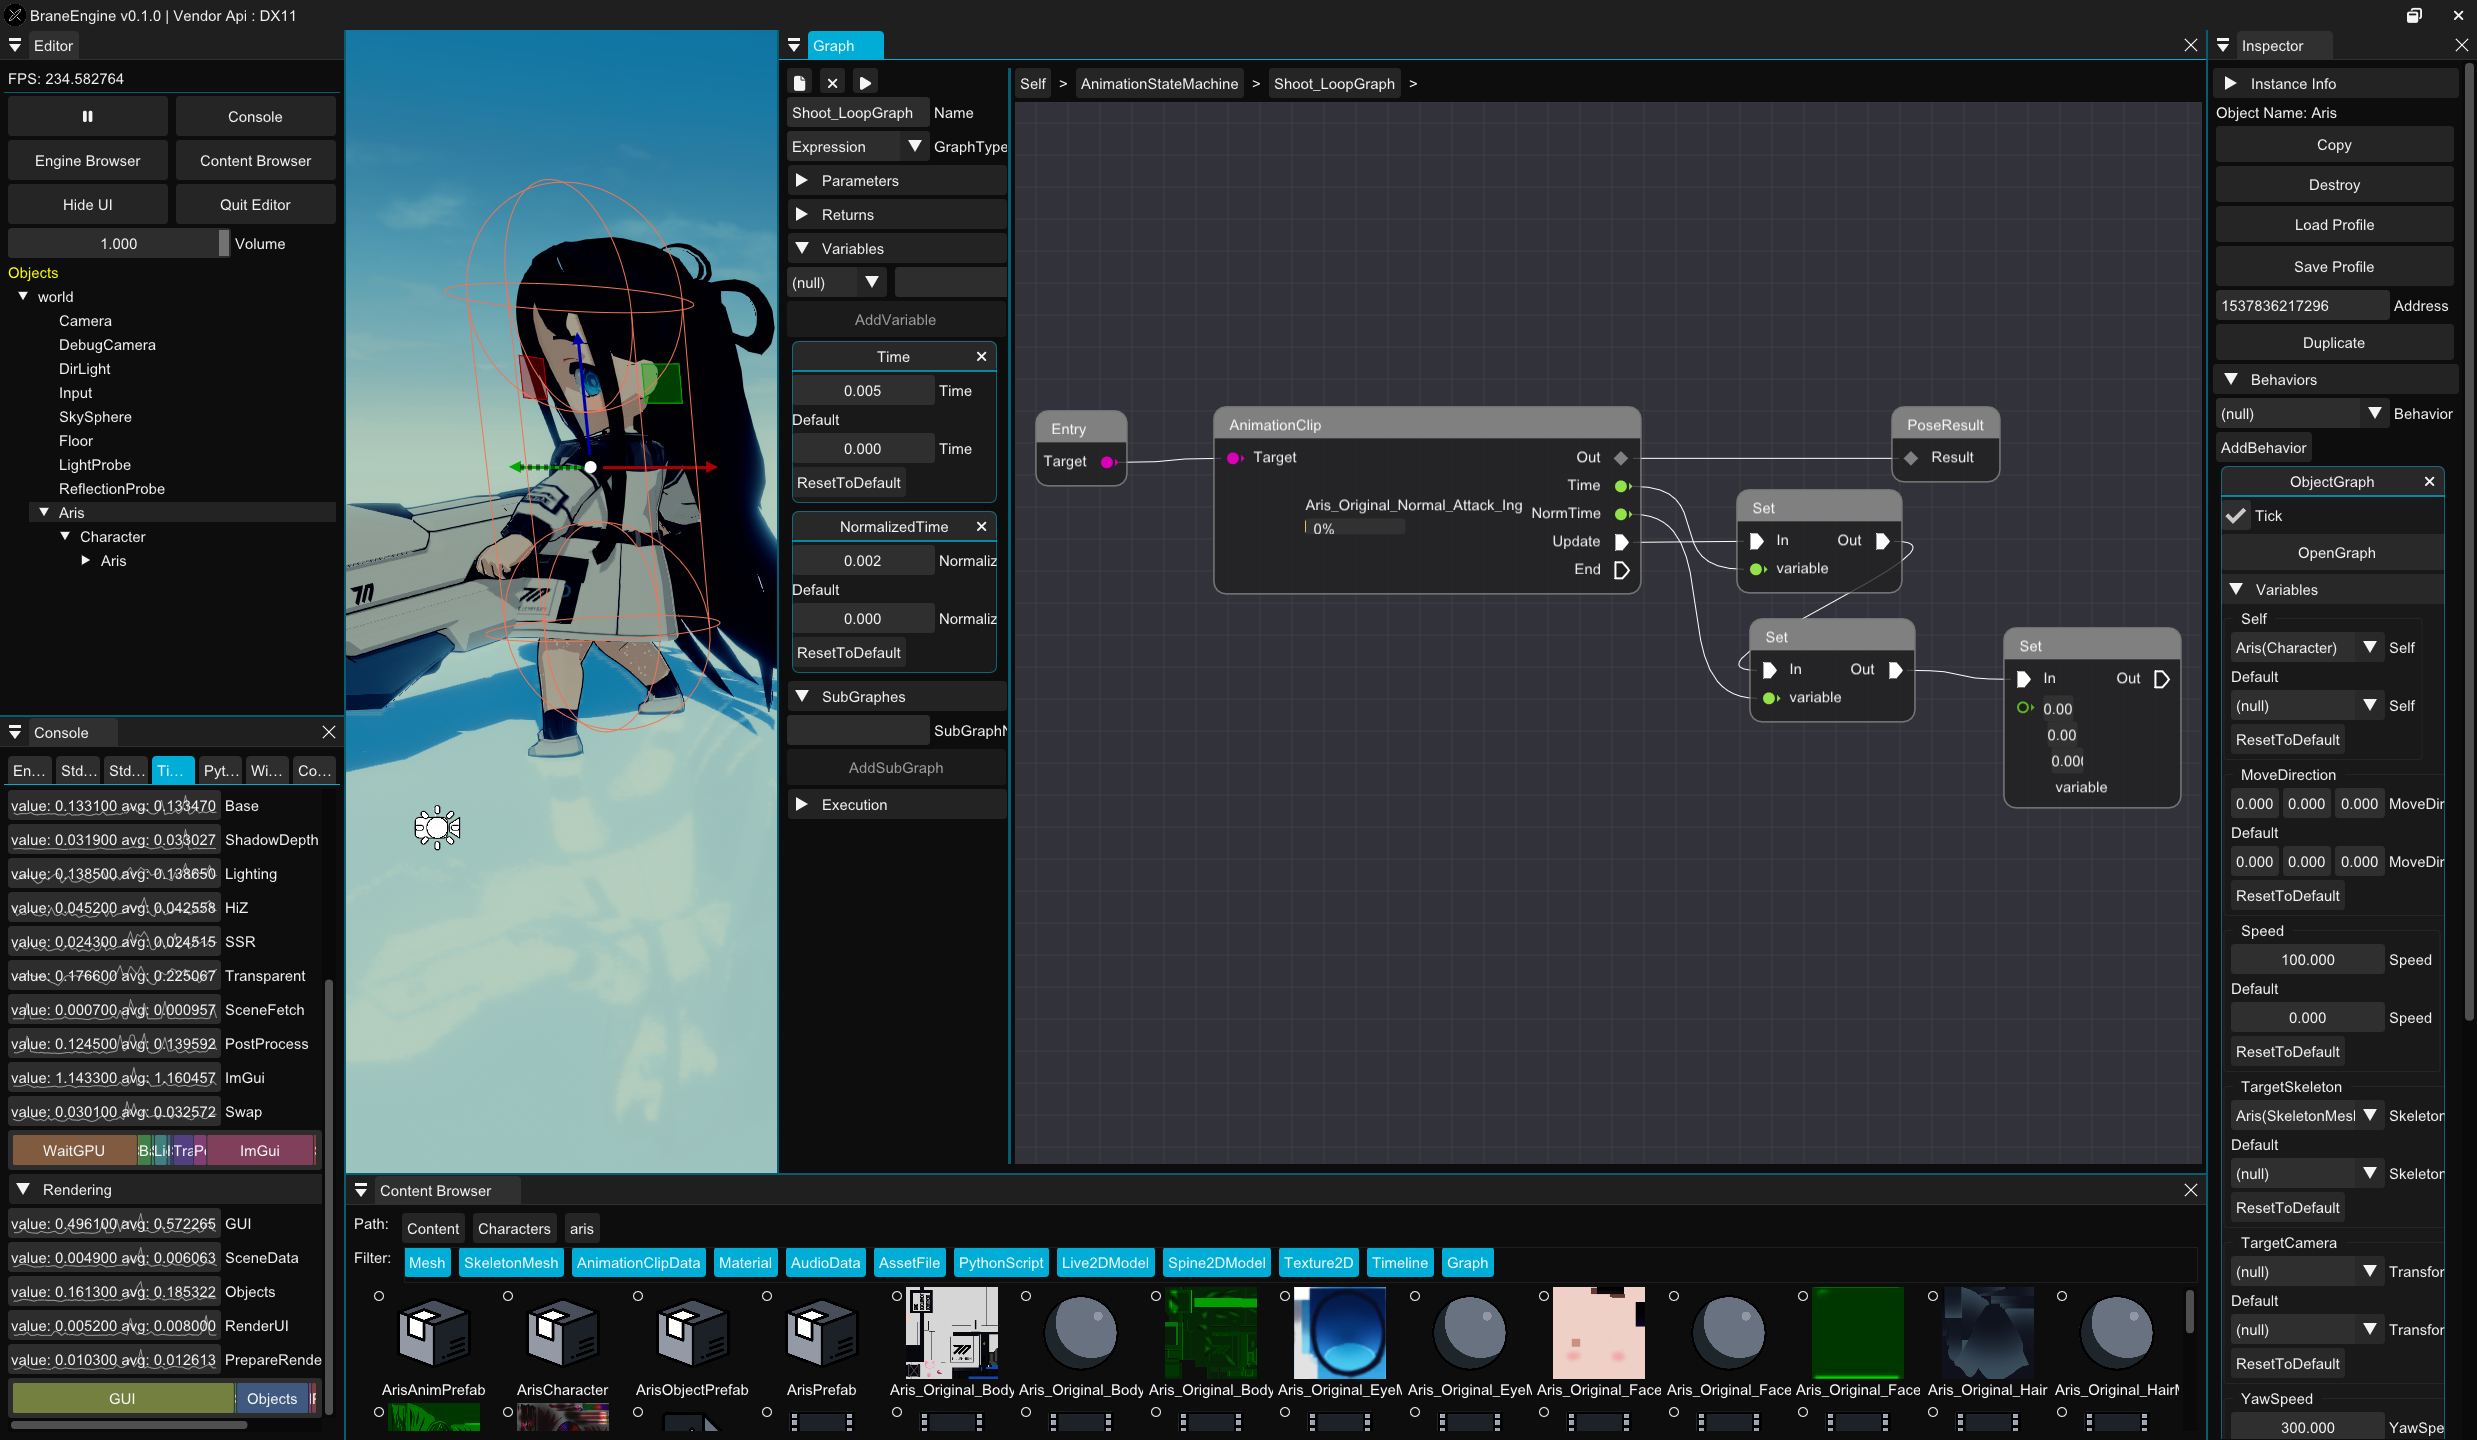 BraneEngine v0.1.0 | Vendor Api : DX11
Editor
FPS: 234.582764
Console
Engine Browser
Content Browser
Hide UI
Quit Editor
1.000
Volume
Objects
world
Camera
DebugCamera
DirLight
Input
SkySphere
Floor
LightProbe
ReflectionProbe
Aris
Character
Aris
Console
En...
Std...
Std...
Ti...
Pyt...
Wi...
Co...
value: 0.133100 avg: 0.133470 Base
value: 0.031900 avg: 0.033027 ShadowDepth
value: 0.138500 avg: 0.138650 Lighting
value: 0.045200 avg: 0.042558 HiZ
value: 0.024300 avg: 0.024515 SSR
value: 0.176600 avg: 0.225067 Transparent
value: 0.000700 avg: 0.000957 SceneFetch
value: 0.124500 avg: 0.139592 PostProcess
value: 1.143300 avg: 1.160457 ImGui
value: 0.030100 avg: 0.032572 Swap
WaitGPU
Tra
ImGui
Rendering
value: 0.496100 avg: 0.572265 GUI
value: 0.004900 avg: 0.006063 SceneData
value: 0.161300 avg: 0.185322 Objects
value: 0.005200 avg: 0.008000 RenderUI
value: 0.010300 avg: 0.012613 PrepareRende
GUI
Objects
Graph
Shoot_LoopGraph
Name
Expression
GraphType
Parameters
Returns
Variables
(null)
AddVariable
Time
0.005
Time
Default
0.000
Time
ResetToDefault
NormalizedTime
0.002
Normaliz
Default
0.000
Normaliz
ResetToDefault
SubGraphes
SubGraphN
AddSubGraph
Execution
Self > AnimationStateMachine > Shoot_LoopGraph >
Entry
Target
AnimationClip
Target
Out
Time
Aris_Original_Normal_Attack_Ing
NormTime
0%
Update
End
PoseResult
Result
Set
In
Out
variable
Set
In
Out
variable
Set
In
Out
0.00
0.00
0.00
variable
Content Browser
Path:
Content
Characters
aris
Filter:
Mesh
SkeletonMesh
AnimationClipData
Material
AudioData
AssetFile
PythonScript
Live2DModel
Spine2DModel
Texture2D
Timeline
Graph
ArisAnimPrefab
ArisCharacter
ArisObjectPrefab
ArisPrefab
Aris_Original_Body
Aris_Original_Body
Aris_Original_Body
Aris_Original_EyeM
Aris_Original_EyeM
Aris_Original_Face
Aris_Original_Face
Aris_Original_Face
Aris_Original_Hair
Aris_Original_HairM
Inspector
Instance Info
Object Name: Aris
Copy
Destroy
Load Profile
Save Profile
1537836217296
Address
Duplicate
Behaviors
(null)
Behavior
AddBehavior
ObjectGraph
Tick
OpenGraph
Variables
Self
Aris(Character)
Self
Default
(null)
Self
ResetToDefault
MoveDirection
0.000 0.000 0.000 MoveDir
Default
0.000 0.000 0.000 MoveDir
ResetToDefault
Speed
100.000
Speed
Default
0.000
Speed
ResetToDefault
TargetSkeleton
Aris(SkeletonMesl
Skeleton
Default
(null)
Skeleton
ResetToDefault
TargetCamera
(null)
Transfor
Default
(null)
Transfor
ResetToDefault
YawSpeed
300.000
YawSpe